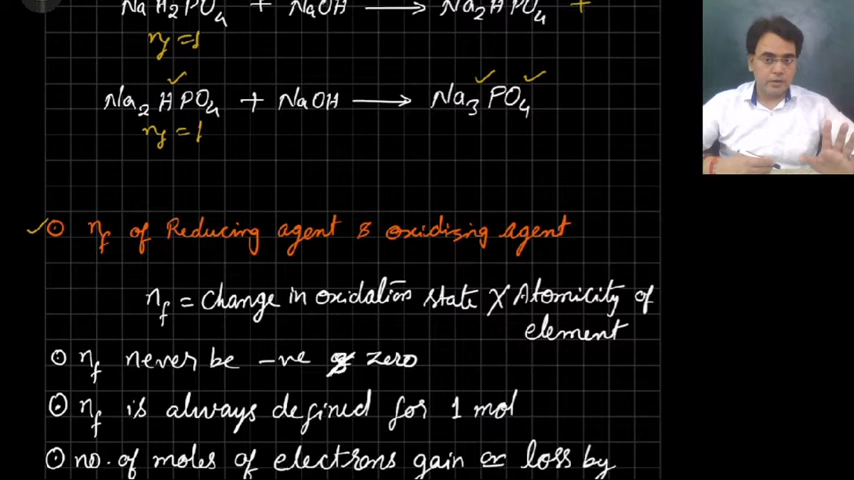 NaH₂PO₄ + NaOH ⟶ Na₂HPO₄ +
n_f = 1
Na₂HPO₄ + NaOH ⟶ Na₃PO₄
n_f = 1
⊙ n_f of Reducing agent & oxidising agent
n_f = Change in oxidation state X Atomicity of
element
⊙ n_f never be -ve or zero
⊙ n_f is always defined for 1 mol
⊙ no. of moles of electrons gain or loss by